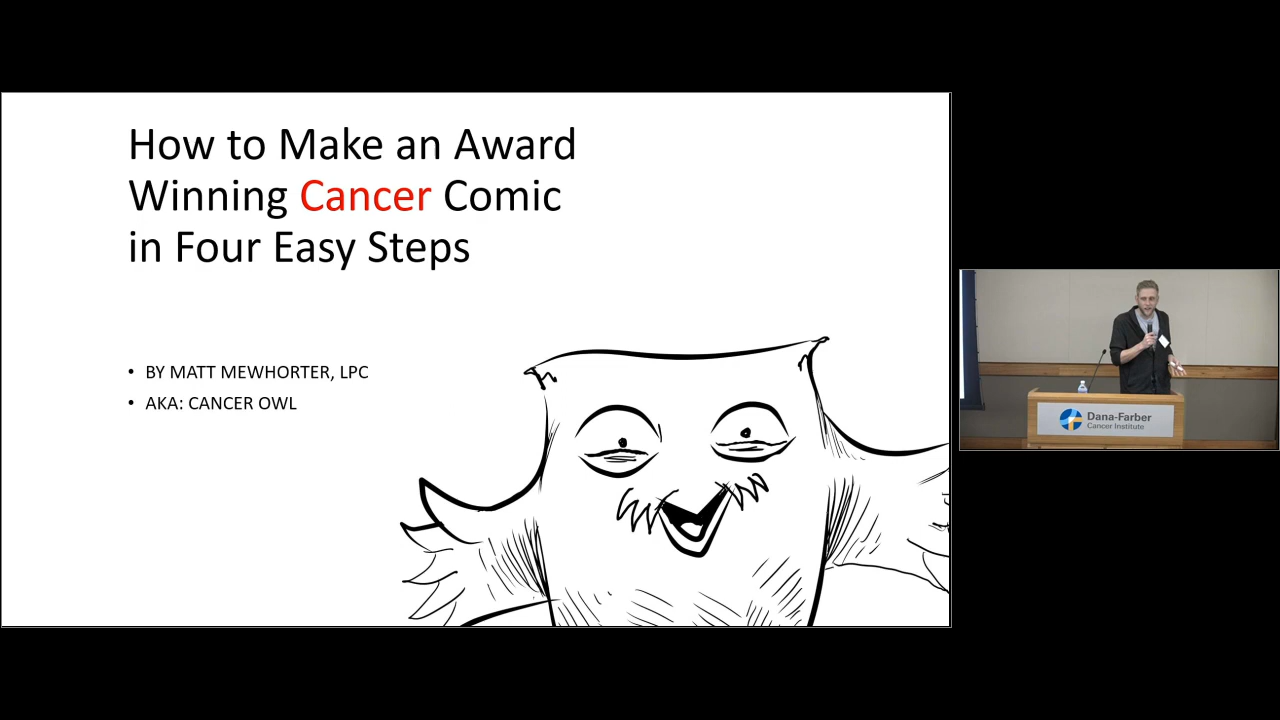 How to Make an Award
Winning Cancer Comic
in Four Easy Steps
• BY MATT MEWHORTER, LPC
• AKA: CANCER OWL
Dana-Farber
Cancer Institute